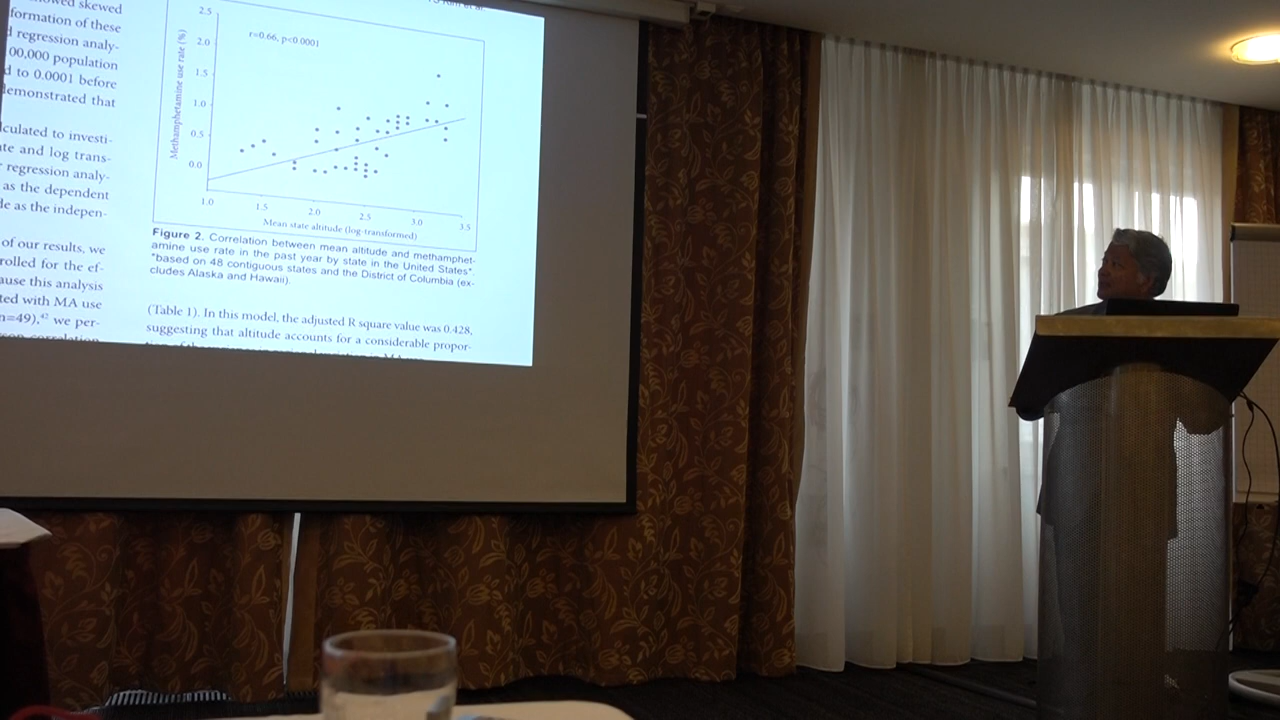 skewed
formation of these
regression analy-
00,000 population
d to 0.0001 before
demonstrated that
lculated to investi-
te and log trans-
regression analy-
as the dependent
de as the indepen-
of our results, we
rolled for the ef-
ause this analysis
ted with MA use
n=49),⁴² we per-
2.5
2.0
1.5
1.0
0.5
0.0
Methamphetamine use rate (%)
r=0.66, p<0.0001
1.0 1.5 2.0 2.5 3.0 3.5
Mean state altitude (log-transformed)
Figure 2. Correlation between mean altitude and methamphet-
amine use rate in the past year by state in the United States*.
*based on 48 contiguous states and the District of Columbia (ex-
cludes Alaska and Hawaii).
(Table 1). In this model, the adjusted R square value was 0.428,
suggesting that altitude accounts for a considerable propor-